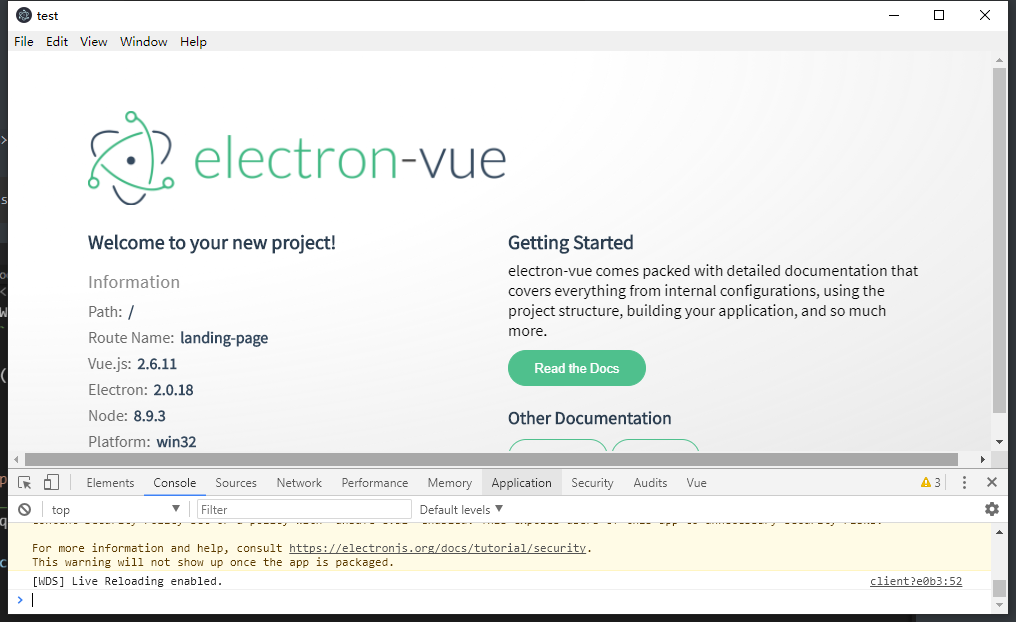 test
File Edit View Window Help
electron-vue
Welcome to your new project!
Information
Path: /
Route Name: landing-page
Vue.js: 2.6.11
Electron: 2.0.18
Node: 8.9.3
Platform: win32
Getting Started
electron-vue comes packed with detailed documentation that
covers everything from internal configurations, using the
project structure, building your application, and so much
more.
Read the Docs
Other Documentation
Elements Console Sources Network Performance Memory Application Security Audits Vue 3
top Filter Default levels
For more information and help, consult https://electronjs.org/docs/tutorial/security.
This warning will not show up once the app is packaged.
[WDS] Live Reloading enabled. client?e0b3:52